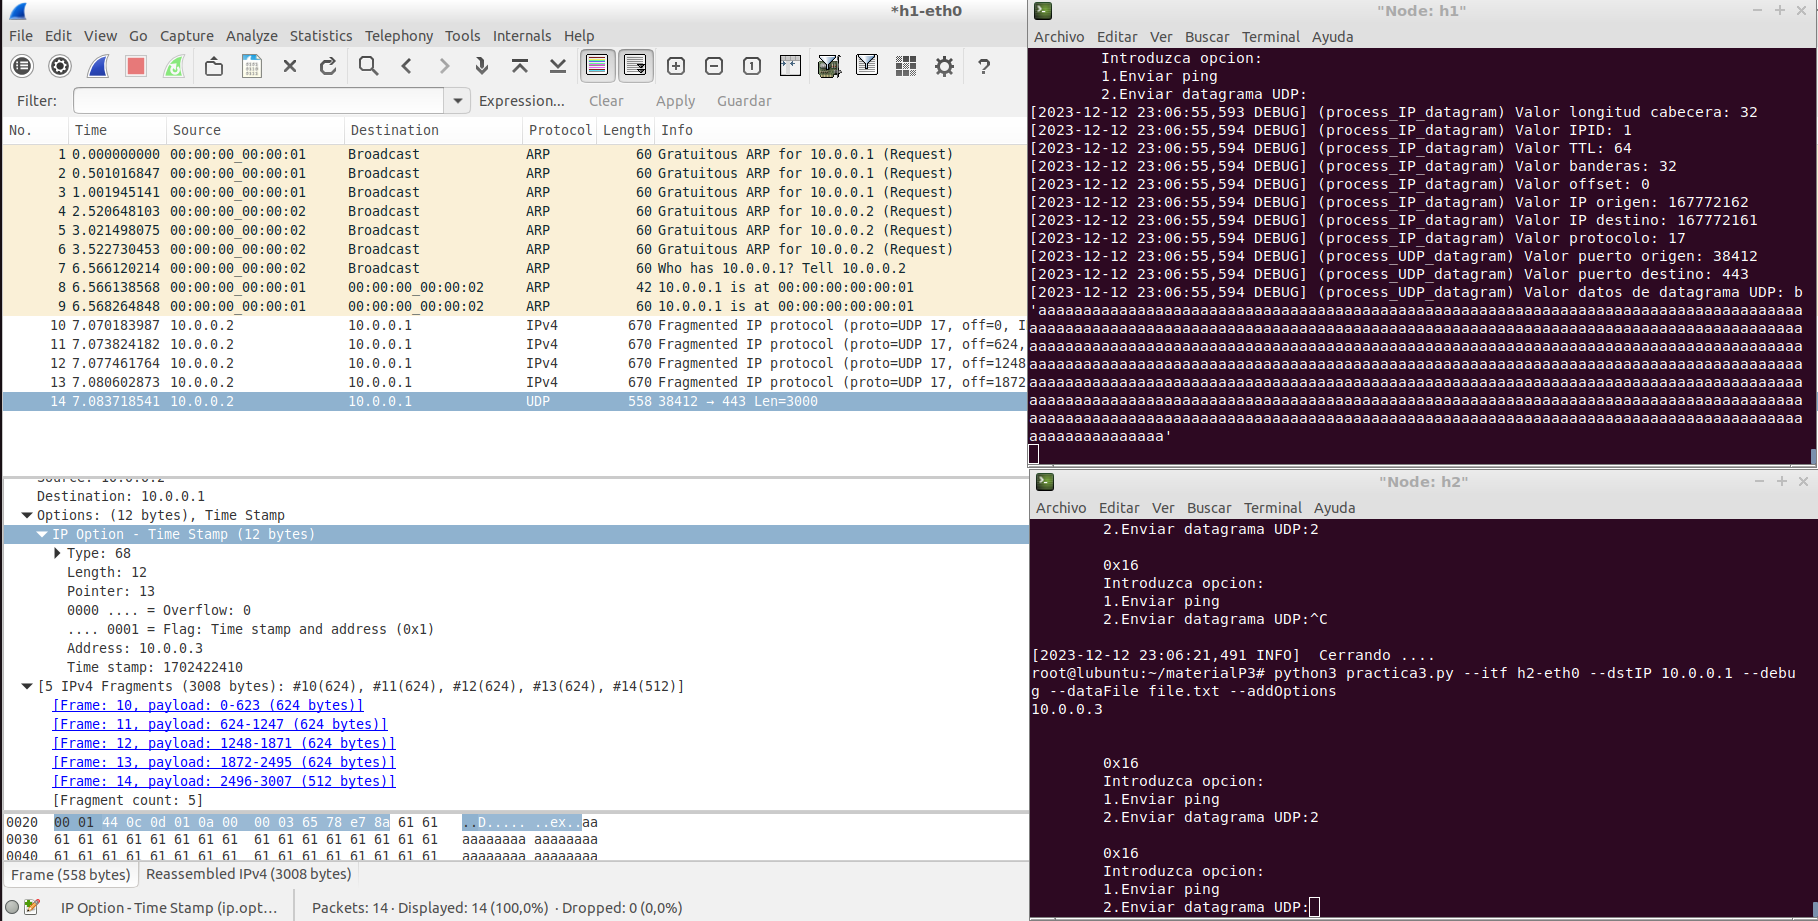 *h1-eth0
File Edit View Go Capture Analyze Statistics Telephony Tools Internals Help
Filter: Expression... Clear Apply Guardar
No. Time Source Destination Protocol Length Info
1 0.000000000 00:00:00_00:00:01 Broadcast ARP 60 Gratuitous ARP for 10.0.0.1 (Request)
2 0.501016847 00:00:00_00:00:01 Broadcast ARP 60 Gratuitous ARP for 10.0.0.1 (Request)
3 1.001945141 00:00:00_00:00:01 Broadcast ARP 60 Gratuitous ARP for 10.0.0.1 (Request)
4 2.520648103 00:00:00_00:00:02 Broadcast ARP 60 Gratuitous ARP for 10.0.0.2 (Request)
5 3.021498075 00:00:00_00:00:02 Broadcast ARP 60 Gratuitous ARP for 10.0.0.2 (Request)
6 3.522730453 00:00:00_00:00:02 Broadcast ARP 60 Gratuitous ARP for 10.0.0.2 (Request)
7 6.566120214 00:00:00_00:00:02 Broadcast ARP 60 Who has 10.0.0.1? Tell 10.0.0.2
8 6.566138568 00:00:00_00:00:01 00:00:00_00:00:02 ARP 42 10.0.0.1 is at 00:00:00:00:00:01
9 6.568264848 00:00:00_00:00:01 00:00:00_00:00:02 ARP 60 10.0.0.1 is at 00:00:00:00:00:01
10 7.070183987 10.0.0.2 10.0.0.1 IPv4 670 Fragmented IP protocol (proto=UDP 17, off=0, I
11 7.073824182 10.0.0.2 10.0.0.1 IPv4 670 Fragmented IP protocol (proto=UDP 17, off=624,
12 7.077461764 10.0.0.2 10.0.0.1 IPv4 670 Fragmented IP protocol (proto=UDP 17, off=1248
13 7.080602873 10.0.0.2 10.0.0.1 IPv4 670 Fragmented IP protocol (proto=UDP 17, off=1872
14 7.083718541 10.0.0.2 10.0.0.1 UDP 558 38412 → 443 Len=3000
Source: 10.0.0.2
Destination: 10.0.0.1
Options: (12 bytes), Time Stamp
IP Option - Time Stamp (12 bytes)
Type: 68
Length: 12
Pointer: 13
0000 .... = Overflow: 0
.... 0001 = Flag: Time stamp and address (0x1)
Address: 10.0.0.3
Time stamp: 1702422410
[5 IPv4 Fragments (3008 bytes): #10(624), #11(624), #12(624), #13(624), #14(512)]
[Frame: 10, payload: 0-623 (624 bytes)]
[Frame: 11, payload: 624-1247 (624 bytes)]
[Frame: 12, payload: 1248-1871 (624 bytes)]
[Frame: 13, payload: 1872-2495 (624 bytes)]
[Frame: 14, payload: 2496-3007 (512 bytes)]
[Fragment count: 5]
0020 00 01 44 0c 0d 01 0a 00 00 03 65 78 e7 8a 61 61 ..D..... ..ex..aa
0030 61 61 61 61 61 61 61 61 61 61 61 61 61 61 61 61 aaaaaaaa aaaaaaaa
0040 61 61 61 61 61 61 61 61 61 61 61 61 61 61 61 61 aaaaaaaa aaaaaaaa
Frame (558 bytes) Reassembled IPv4 (3008 bytes)
IP Option - Time Stamp (ip.opt... Packets: 14 · Displayed: 14 (100,0%) · Dropped: 0 (0,0%)
"Node: h1"
Archivo Editar Ver Buscar Terminal Ayuda
Introduzca opcion:
1.Enviar ping
2.Enviar datagrama UDP:
[2023-12-12 23:06:55,593 DEBUG] (process_IP_datagram) Valor longitud cabecera: 32
[2023-12-12 23:06:55,594 DEBUG] (process_IP_datagram) Valor IPID: 1
[2023-12-12 23:06:55,594 DEBUG] (process_IP_datagram) Valor TTL: 64
[2023-12-12 23:06:55,594 DEBUG] (process_IP_datagram) Valor banderas: 32
[2023-12-12 23:06:55,594 DEBUG] (process_IP_datagram) Valor offset: 0
[2023-12-12 23:06:55,594 DEBUG] (process_IP_datagram) Valor IP origen: 167772162
[2023-12-12 23:06:55,594 DEBUG] (process_IP_datagram) Valor IP destino: 167772161
[2023-12-12 23:06:55,594 DEBUG] (process_IP_datagram) Valor protocolo: 17
[2023-12-12 23:06:55,594 DEBUG] (process_UDP_datagram) Valor puerto origen: 38412
[2023-12-12 23:06:55,594 DEBUG] (process_UDP_datagram) Valor puerto destino: 443
[2023-12-12 23:06:55,594 DEBUG] (process_UDP_datagram) Valor datos de datagrama UDP: b
'aaaaaaaaaaaaaaaaaaaaaaaaaaaaaaaaaaaaaaaaaaaaaaaaaaaaaaaaaaaaaaaaaaaaaaaaaaaaaaaaaaaaa
aaaaaaaaaaaaaaaaaaaaaaaaaaaaaaaaaaaaaaaaaaaaaaaaaaaaaaaaaaaaaaaaaaaaaaaaaaaaaaaaaaaaaa
aaaaaaaaaaaaaaaaaaaaaaaaaaaaaaaaaaaaaaaaaaaaaaaaaaaaaaaaaaaaaaaaaaaaaaaaaaaaaaaaaaaaaa
aaaaaaaaaaaaaaaaaaaaaaaaaaaaaaaaaaaaaaaaaaaaaaaaaaaaaaaaaaaaaaaaaaaaaaaaaaaaaaaaaaaaaa
aaaaaaaaaaaaaaaaaaaaaaaaaaaaaaaaaaaaaaaaaaaaaaaaaaaaaaaaaaaaaaaaaaaaaaaaaaaaaaaaaaaaaa
aaaaaaaaaaaaaaaaaaaaaaaaaaaaaaaaaaaaaaaaaaaaaaaaaaaaaaaaaaaaaaaaaaaaaaaaaaaaaaaaaaaaaa
aaaaaaaaaaaaaaaaaaaaaaaaaaaaaaaaaaaaaaaaaaaaaaaaaaaaaaaaaaaaaaaaaaaaaaaaaaaaaaaaaaaaaa
aaaaaaaaaaaaaaa'
"Node: h2"
Archivo Editar Ver Buscar Terminal Ayuda
2.Enviar datagrama UDP:2
0x16
Introduzca opcion:
1.Enviar ping
2.Enviar datagrama UDP:^C
[2023-12-12 23:06:21,491 INFO] Cerrando ....
root@lubuntu:~/materialP3# python3 practica3.py --itf h2-eth0 --dstIP 10.0.0.1 --debu
g --dataFile file.txt --addOptions
10.0.0.3
0x16
Introduzca opcion:
1.Enviar ping
2.Enviar datagrama UDP:2
0x16
Introduzca opcion:
1.Enviar ping
2.Enviar datagrama UDP: